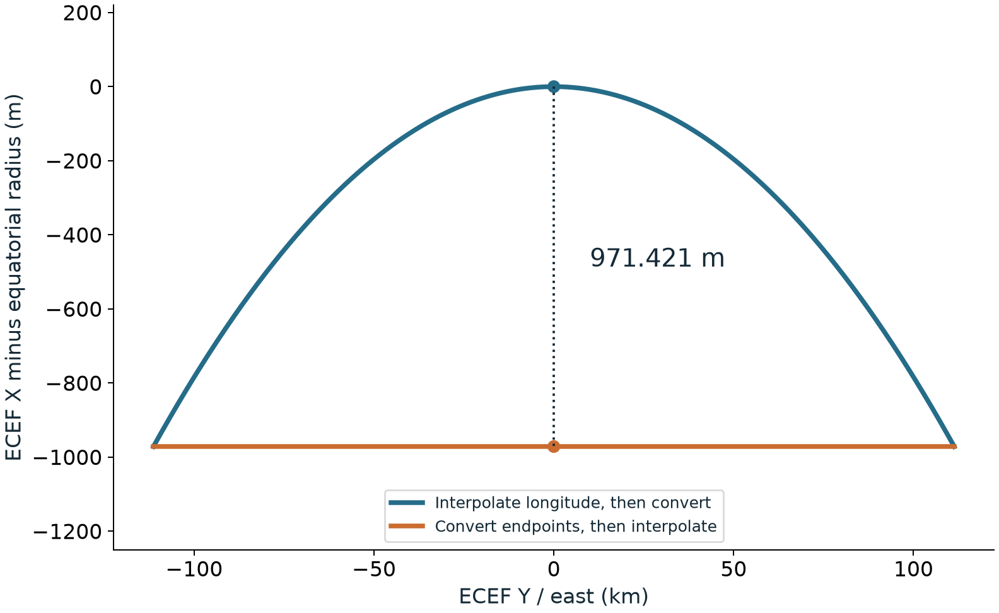 200
0
−200
−400
−600
−800
−1000
−1200
ECEF X minus equatorial radius (m)
971.421 m
Interpolate longitude, then convert
Convert endpoints, then interpolate
−100
−50
0
50
100
ECEF Y / east (km)